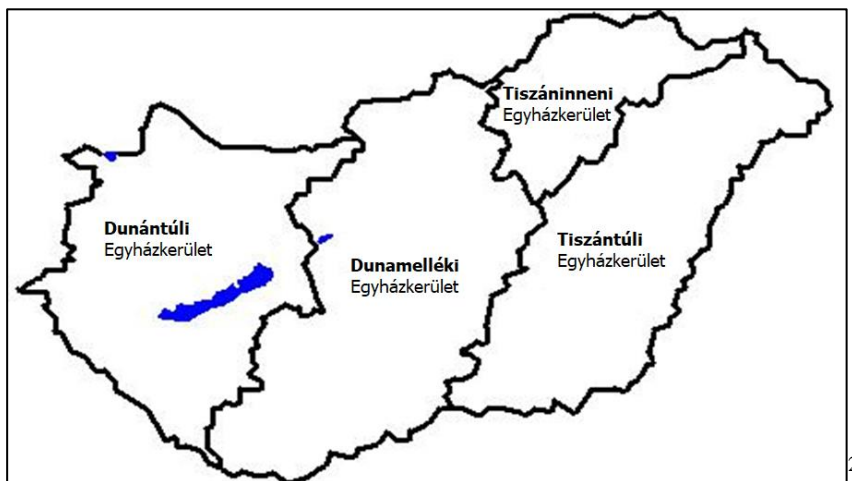 Tiszáninneni
Egyházkerület
Dunántúli
Egyházkerület
Tiszántúli
Egyházkerület
Dunamelléki
Egyházkerület